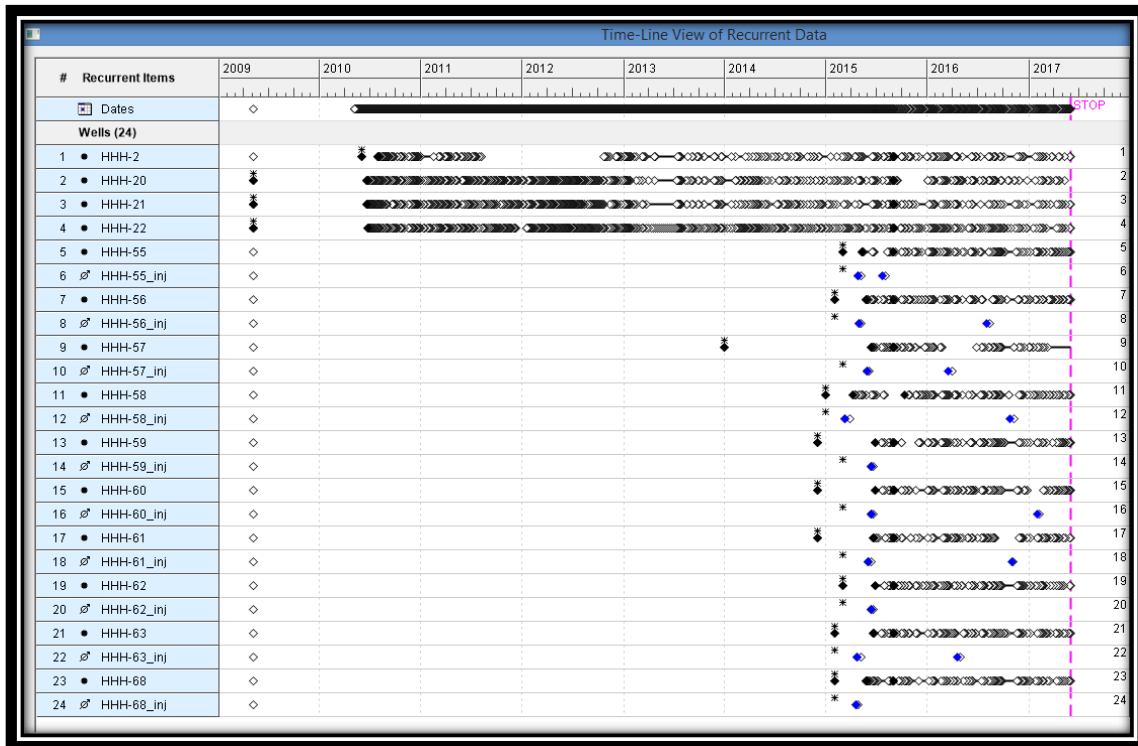 Time-Line View of Recurrent Data
# Recurrent Items 2009 2010 2011 2012 2013 2014 2015 2016 2017
Dates STOP
Wells (24)
1 HHH-2 1
2 HHH-20 2
3 HHH-21 3
4 HHH-22 4
5 HHH-55 5
6 HHH-55_inj 6
7 HHH-56 7
8 HHH-56_inj 8
9 HHH-57 9
10 HHH-57_inj 10
11 HHH-58 11
12 HHH-58_inj 12
13 HHH-59 13
14 HHH-59_inj 14
15 HHH-60 15
16 HHH-60_inj 16
17 HHH-61 17
18 HHH-61_inj 18
19 HHH-62 19
20 HHH-62_inj 20
21 HHH-63 21
22 HHH-63_inj 22
23 HHH-68 23
24 HHH-68_inj 24